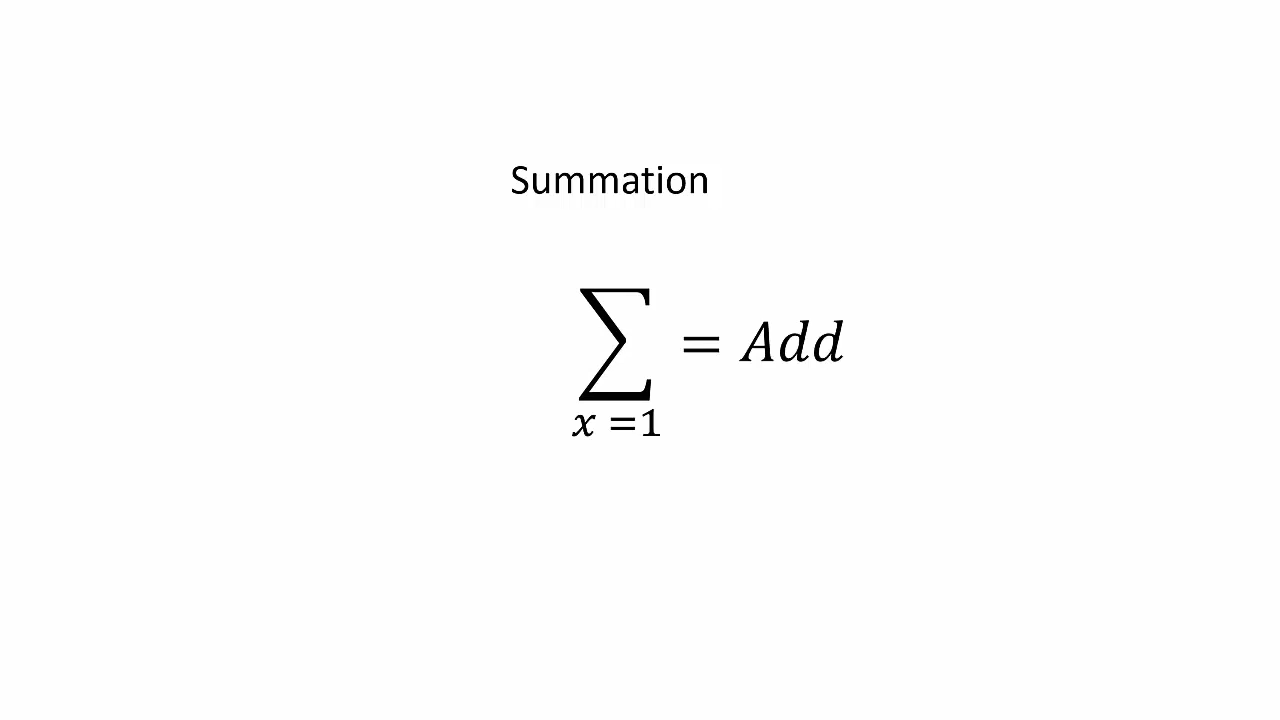 Summation
∑ = Add
x =1